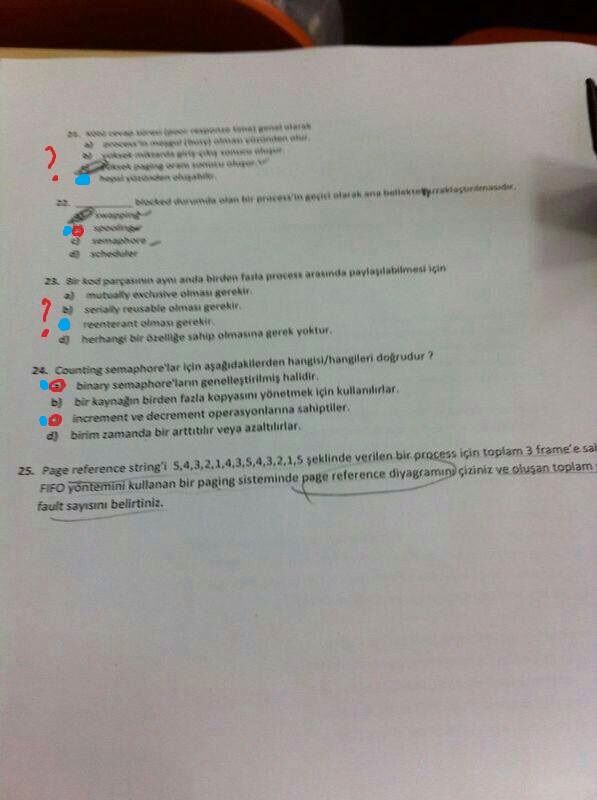 21. Kötü cevap süresi (poor response time) genel olarak
a) process'in meşgul (busy) olması yüzünden olur.
b) yüksek miktarda giriş-çıkış sonucu oluşur.
yüksek paging oranı sonucu oluşur.
hepsi yüzünden oluşabilir.
22. __________ blocked durumda olan bir process'in geçici olarak ana bellekten uzaklaştırılmasıdır.
swapping
spooling
c) semaphore
d) scheduler
23. Bir kod parçasının aynı anda birden fazla process arasında paylaşılabilmesi için
a) mutually exclusive olması gerekir.
b) serially reusable olması gerekir.
reenterant olması gerekir.
d) herhangi bir özelliğe sahip olmasına gerek yoktur.
24. Counting semaphore'lar için aşağıdakilerden hangisi/hangileri doğrudur ?
binary semaphore'ların genelleştirilmiş halidir.
b) bir kaynağın birden fazla kopyasını yönetmek için kullanılırlar.
increment ve decrement operasyonlarına sahiptiler.
d) birim zamanda bir arttıtılır veya azaltılırlar.
25. Page reference string'i 5,4,3,2,1,4,3,5,4,3,2,1,5 şeklinde verilen bir process için toplam 3 frame'e
FIFO yöntemini kullanan bir paging sisteminde page reference diyagramını çiziniz ve oluşan toplam
fault sayısını belirtiniz.